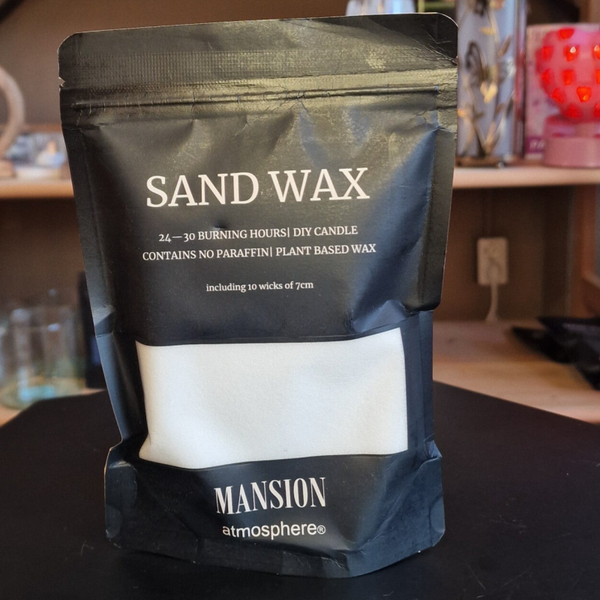 SAND WAX
24—30 BURNING HOURS| DIY CANDLE
CONTAINS NO PARAFFIN| PLANT BASED WAX
including 10 wicks of 7cm
MANSION
atmosphere®